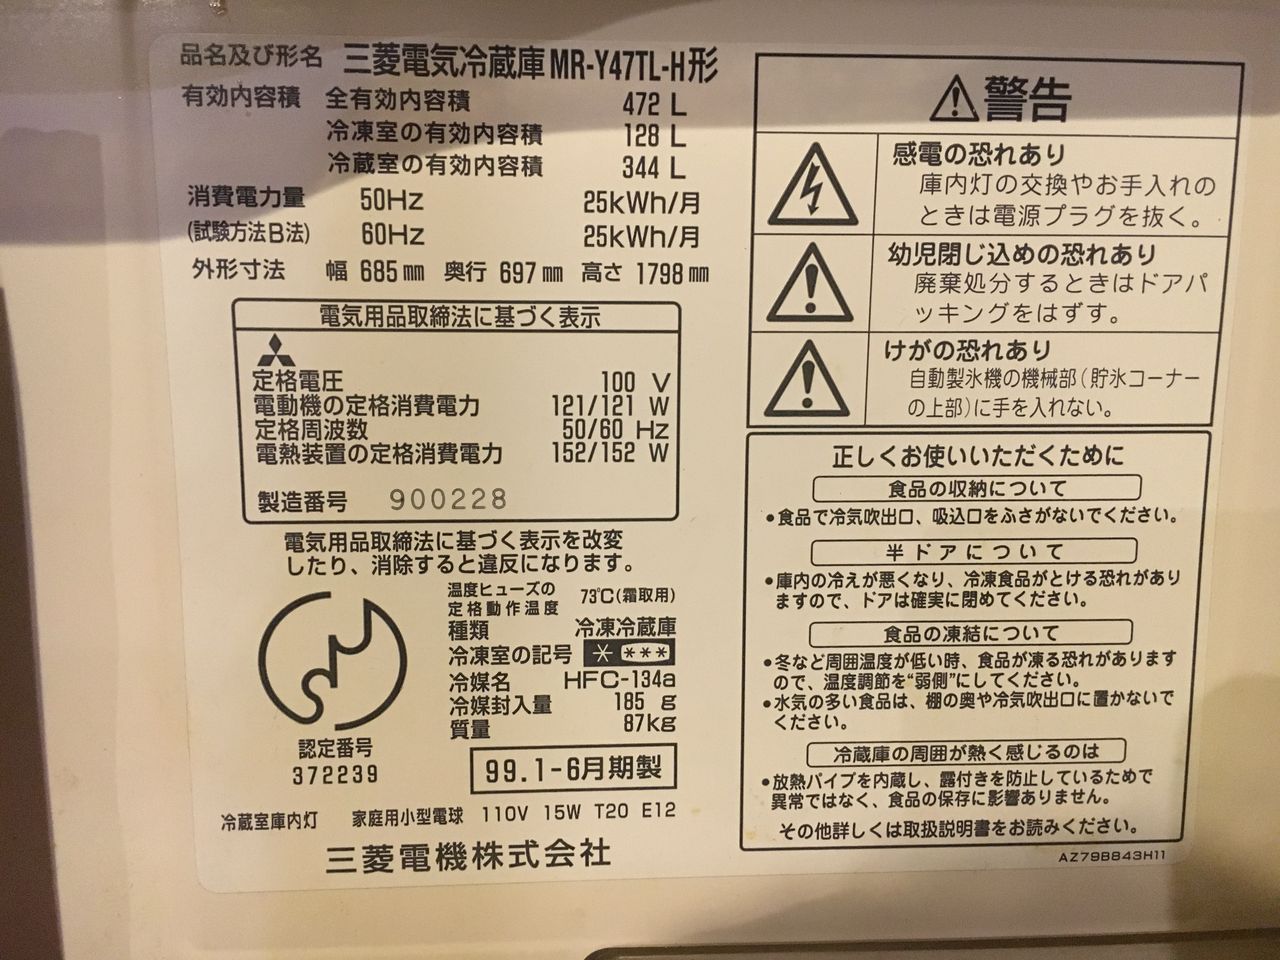 品名及び形名 三菱電気冷蔵庫MR-Y47TL-H形
有効内容積 全有効内容積 472 L
冷凍室の有効内容積 128 L
冷蔵室の有効内容積 344 L
消費電力量 50Hz 25kWh/月
(試験方法B法) 60Hz 25kWh/月
外形寸法 幅 685mm 奥行 697mm 高さ 1798mm
電気用品取締法に基づく表示
定格電圧 100 V
電動機の定格消費電力 121/121 W
定格周波数 50/60 Hz
電熱装置の定格消費電力 152/152 W
製造番号 900228
電気用品取締法に基づく表示を改変
したり、消除すると違反になります。
温度ヒューズの
定格動作温度 73℃(霜取用)
種類 冷凍冷蔵庫
冷凍室の記号 * ***
冷媒名 HFC-134a
冷媒封入量 185 g
質量 87kg
認定番号
372239
99.1-6月期製
冷蔵室庫内灯 家庭用小型電球 110V 15W T20 E12
三菱電機株式会社
警告
感電の恐れあり
庫内灯の交換やお手入れの
ときは電源プラグを抜く。
幼児閉じ込めの恐れあり
廃棄処分するときはドアパ
ッキングをはずす。
けがの恐れあり
自動製氷機の機械部(貯氷コーナー
の上部)に手を入れない。
正しくお使いいただくために
食品の収納について
•食品で冷気吹出口、吸込口をふさがないでください。
半ドアについて
•庫内の冷えが悪くなり、冷凍食品がとける恐れがあり
ますので、ドアは確実に閉めてください。
食品の凍結について
•冬など周囲温度が低い時、食品が凍る恐れがあります
ので、温度調節を“弱側”にしてください。
•水気の多い食品は、棚の奥や冷気吹出口に置かないで
ください。
冷蔵庫の周囲が熱く感じるのは
•放熱パイプを内蔵し、露付きを防止しているためで
異常ではなく、食品の保存に影響ありません。
その他詳しくは取扱説明書をお読みください。
AZ79B843H11